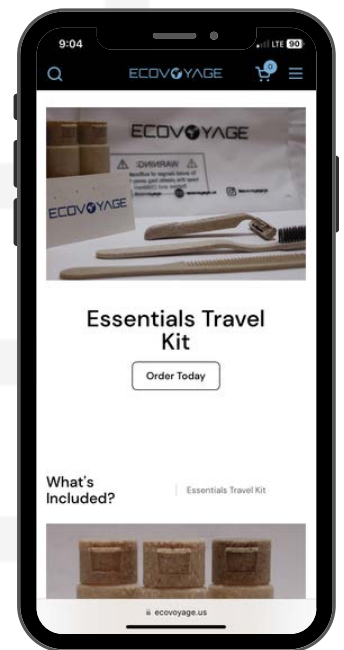 9:04
LTE 90
ECOVOYAGE
0
ECOVOYAGE
WARNING
ECOVOYAGE
Essentials Travel
Kit
Order Today
What's
Included?
Essentials Travel Kit
ecovoyage.us